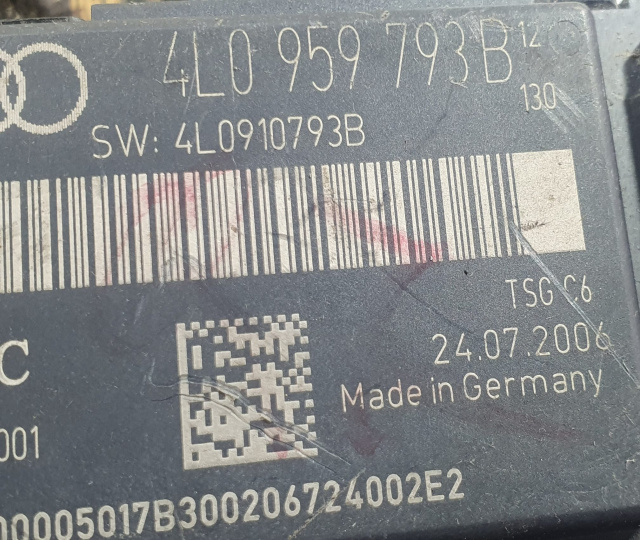 4L0 959 793B 12
130
SW: 4L0910793B
TSG C6
C
24.07.2006
Made in Germany
001
00005017B300206724002E2